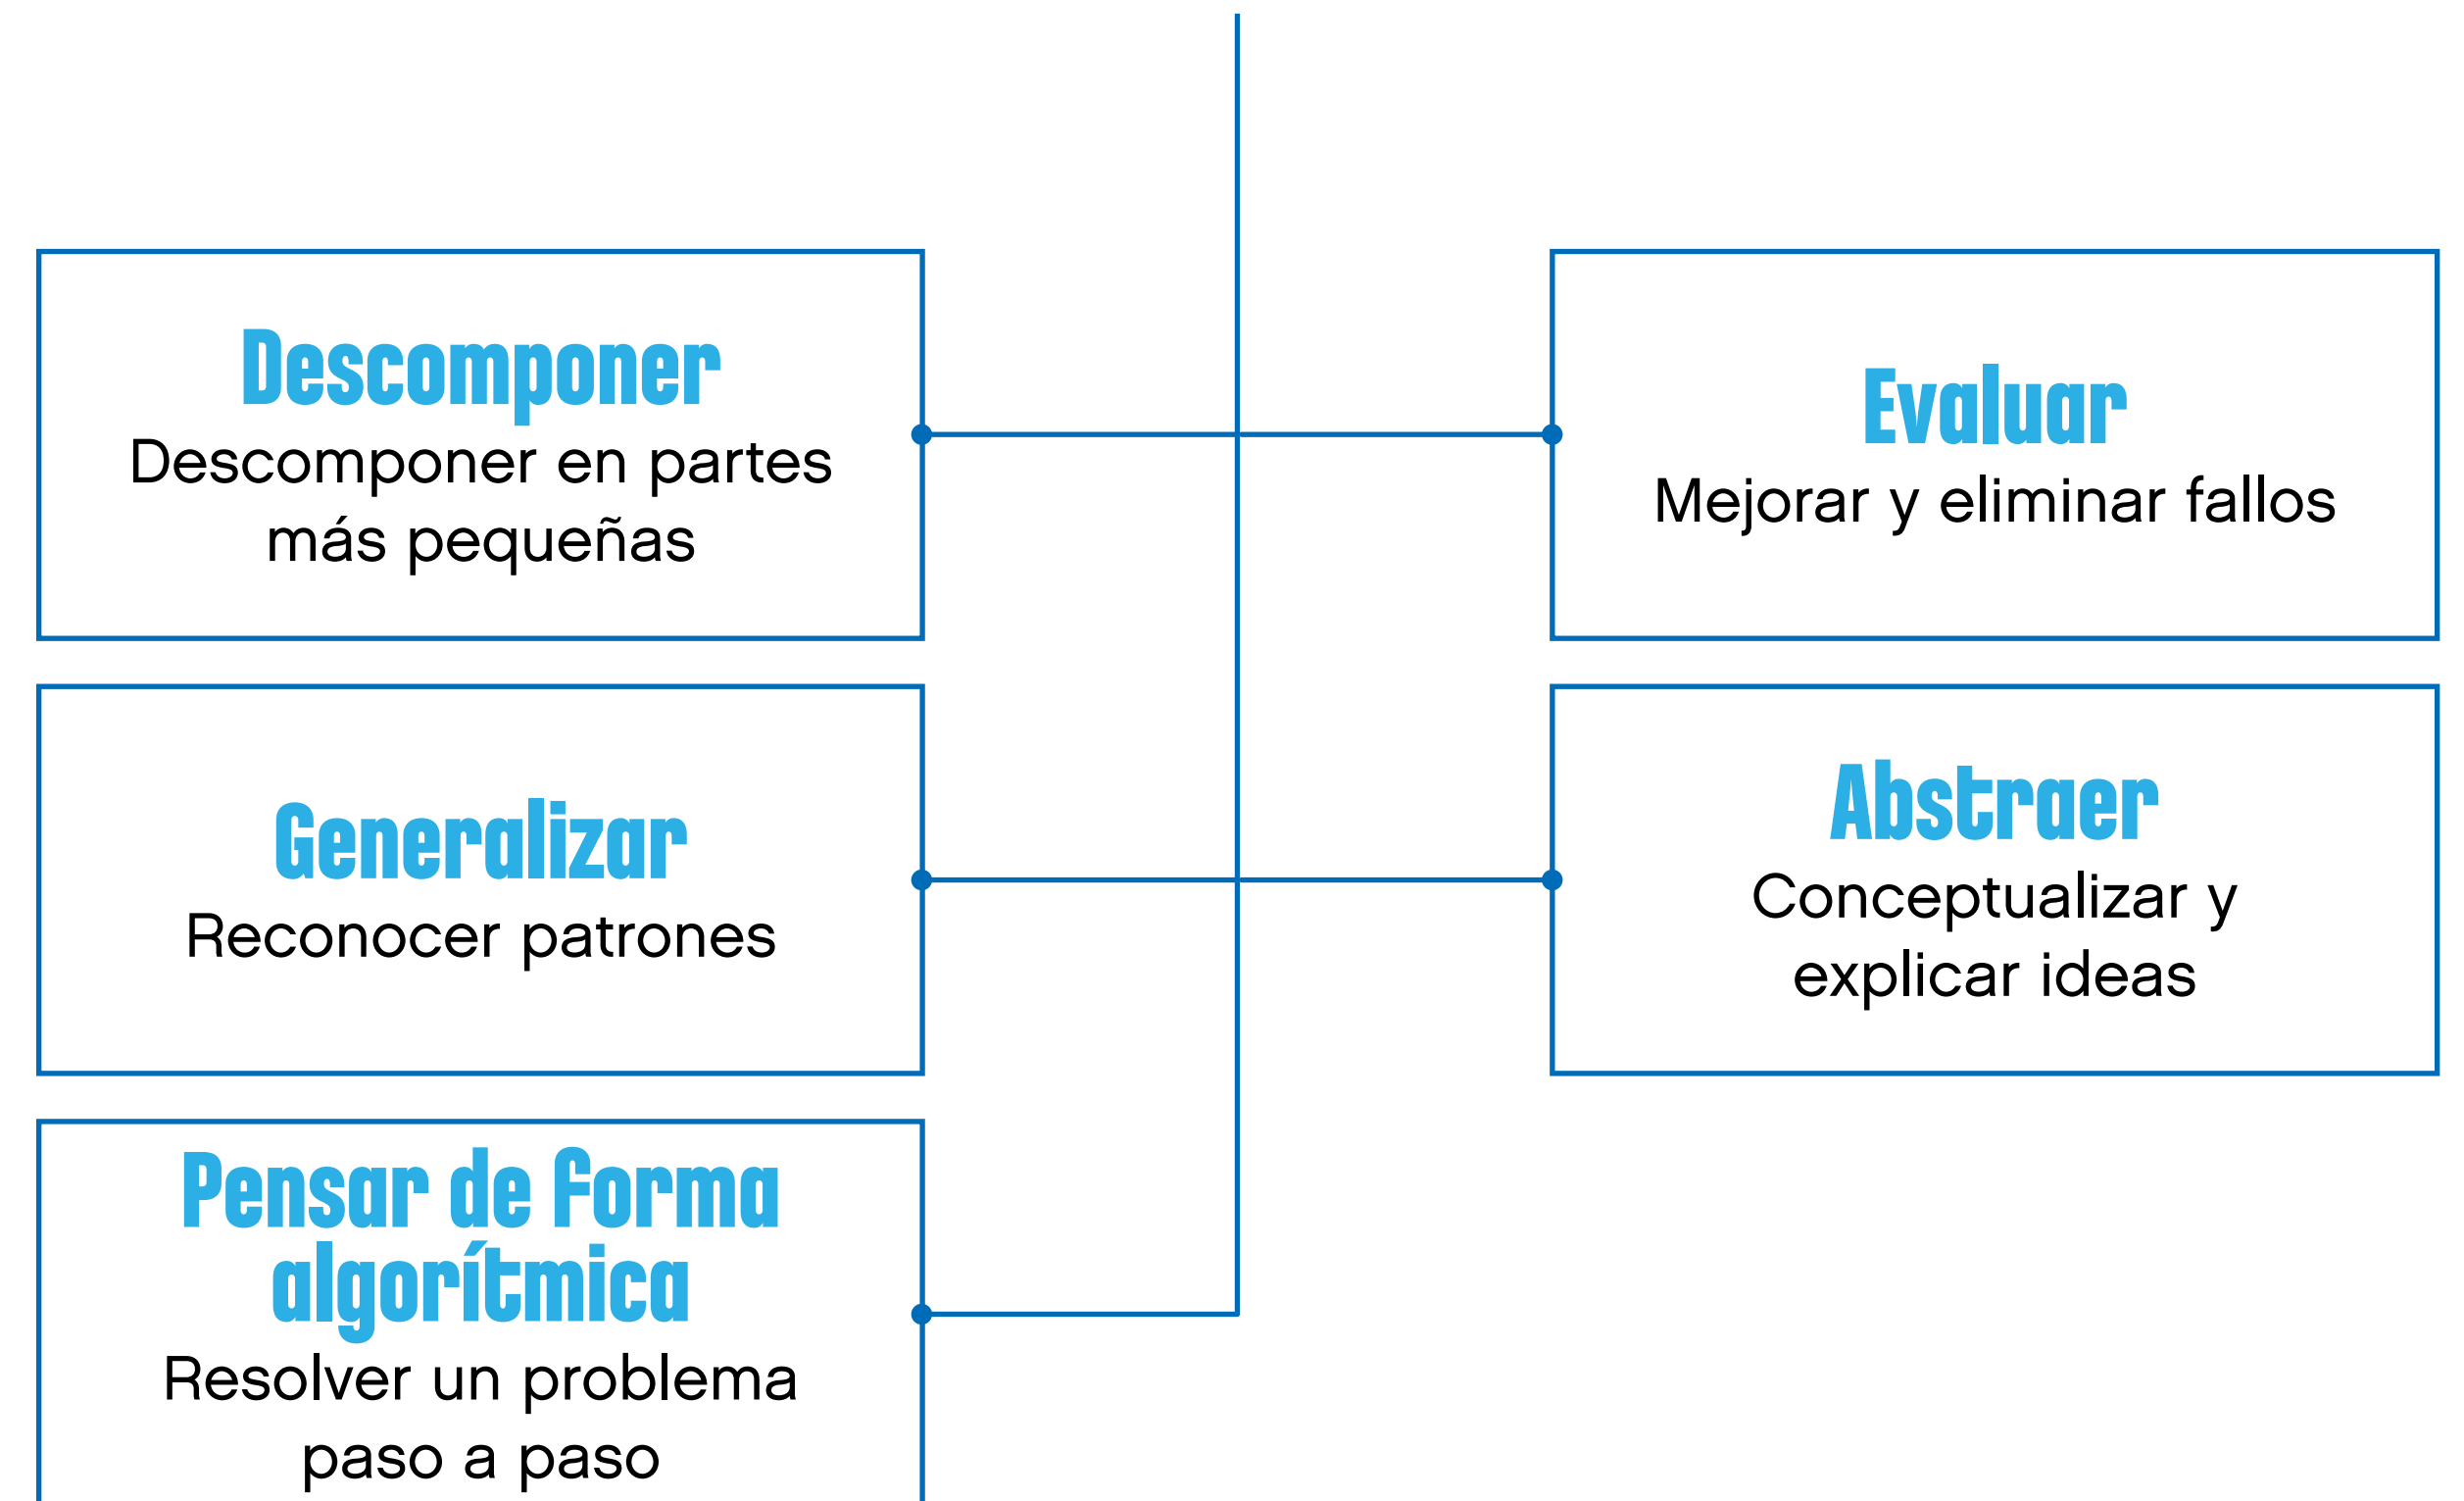 Descomponer
Descomponer en partes
más pequeñas
Evaluar
Mejorar y eliminar fallos
Generalizar
Reconocer patrones
Abstraer
Conceptualizar y
explicar ideas
Pensar de forma
algorítmica
Resolver un problema
paso a paso